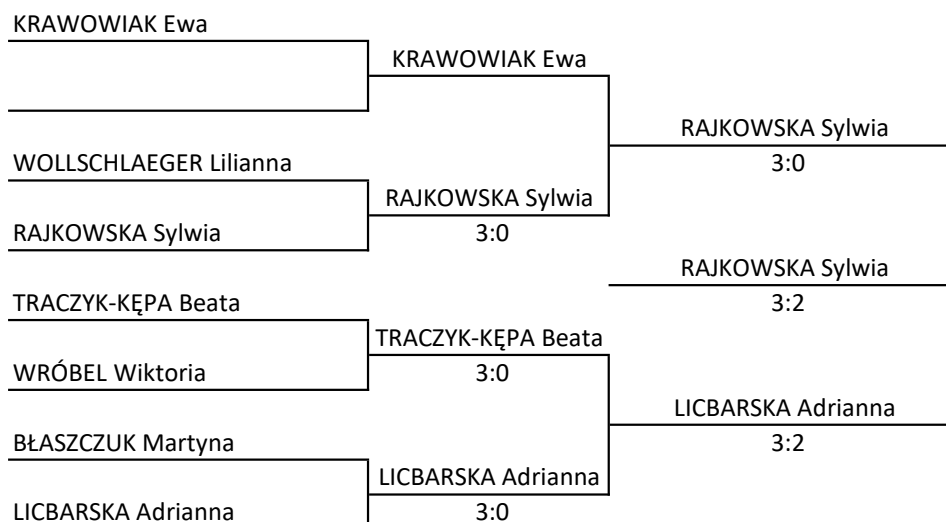 KRAWOWIAK Ewa
KRAWOWIAK Ewa
RAJKOWSKA Sylwia
3:0
WOLLSCHLAEGER Lilianna
RAJKOWSKA Sylwia
3:0
RAJKOWSKA Sylwia
RAJKOWSKA Sylwia
3:2
TRACZYK-KĘPA Beata
TRACZYK-KĘPA Beata
3:0
WRÓBEL Wiktoria
LICBARSKA Adrianna
3:2
BŁASZCZUK Martyna
LICBARSKA Adrianna
3:0
LICBARSKA Adrianna